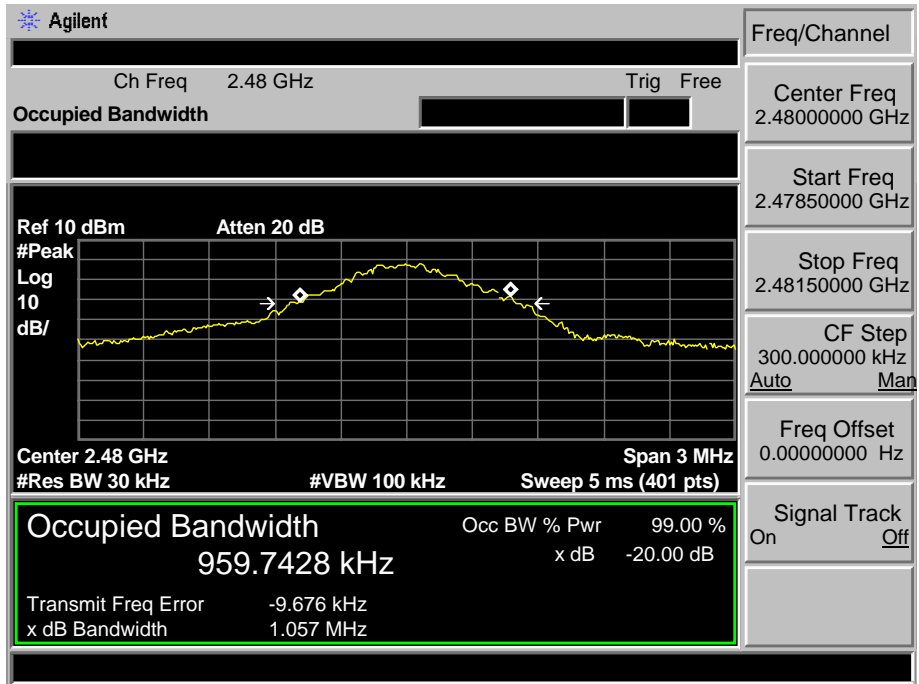 Agilent
Freq/Channel
Ch Freq 2.48 GHz Trig Free
Occupied Bandwidth
Center Freq
2.48000000 GHz
Start Freq
2.47850000 GHz
Stop Freq
2.48150000 GHz
CF Step
300.000000 kHz
Auto Man
Freq Offset
0.00000000 Hz
Signal Track
On Off
Ref 10 dBm Atten 20 dB
#Peak
Log
10
dB/
Center 2.48 GHz Span 3 MHz
#Res BW 30 kHz #VBW 100 kHz Sweep 5 ms (401 pts)
Occupied Bandwidth Occ BW % Pwr 99.00 %
959.7428 kHz x dB -20.00 dB
Transmit Freq Error -9.676 kHz
x dB Bandwidth 1.057 MHz